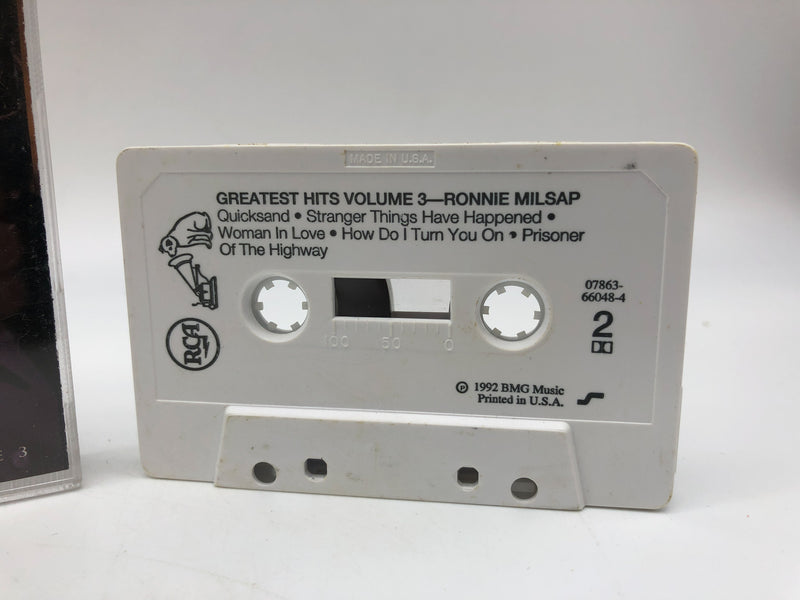 MADE IN U.S.A.
GREATEST HITS VOLUME 3—RONNIE MILSAP
Quicksand • Stranger Things Have Happened •
Woman In Love • How Do I Turn You On • Prisoner
Of The Highway
07863-
66048-4
2
RCA
100 50 0
℗ 1992 BMG Music
Printed in U.S.A.
E 3